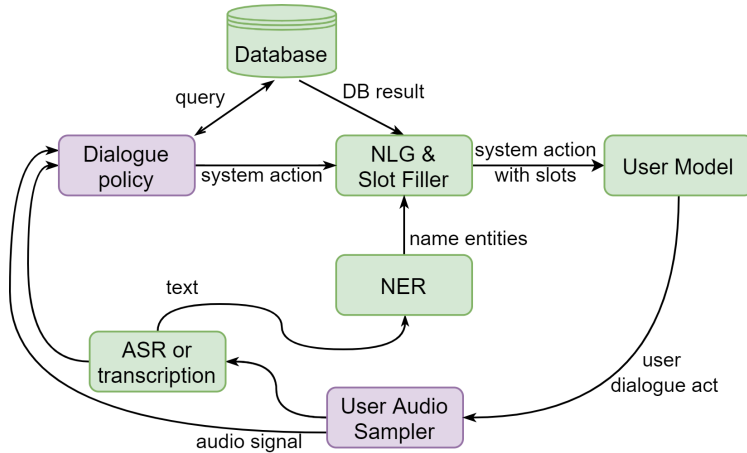 Database
query
DB result
Dialogue
policy
system action
NLG &
Slot Filler
system action
with slots
User Model
name entities
NER
text
ASR or
transcription
user
dialogue act
User Audio
Sampler
audio signal